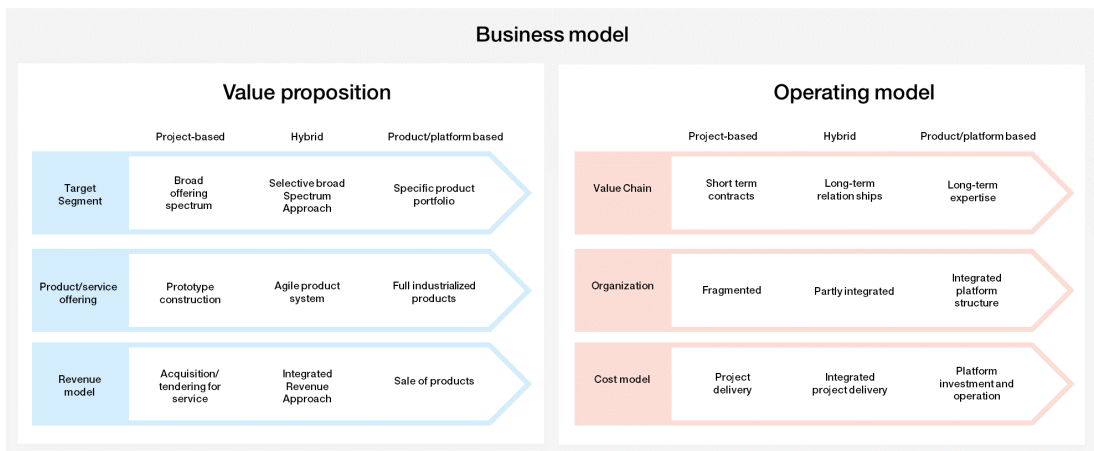 Business model
Value proposition
Project-based
Hybrid
Product/platform based
Target
Segment
Broad
offering
spectrum
Selective broad
Spectrum
Approach
Specific product
portfolio
Product/service
offering
Prototype
construction
Agile product
system
Full industrialized
products
Revenue
model
Acquisition/
tendering for
service
Integrated
Revenue
Approach
Sale of products
Operating model
Project-based
Hybrid
Product/platform based
Value Chain
Short term
contracts
Long-term
relation ships
Long-term
expertise
Organization
Fragmented
Partly integrated
Integrated
platform
structure
Cost model
Project
delivery
Integrated
project delivery
Platform
investment and
operation